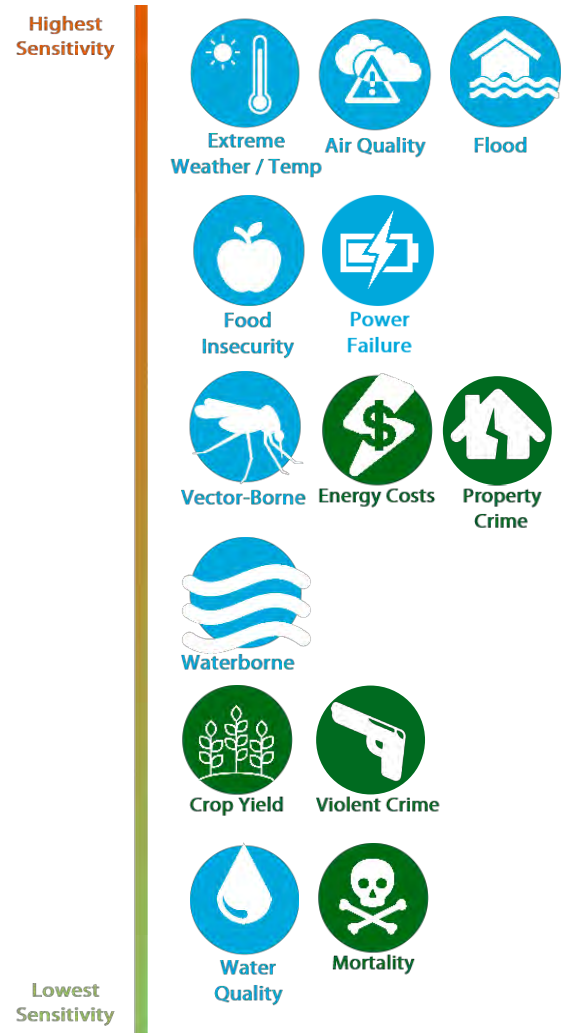 Highest
Sensitivity
Extreme
Weather / Temp
Air Quality
Flood
Food
Insecurity
Power
Failure
Vector-Borne
$
Energy Costs
Property
Crime
Waterborne
Crop Yield
Violent Crime
Water
Quality
Mortality
Lowest
Sensitivity